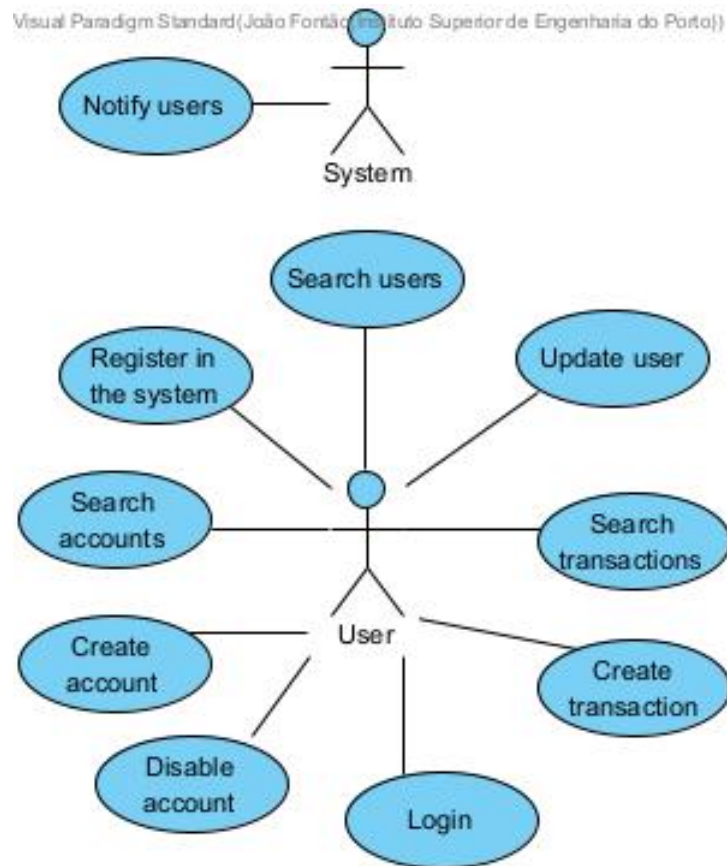 Visual Paradigm Standard(João Fontão(Instituto Superior de Engenharia do Porto))
Notify users
System
Search users
Register in
the system
Update user
Search
accounts
Search
transactions
User
Create
account
Create
transaction
Disable
account
Login